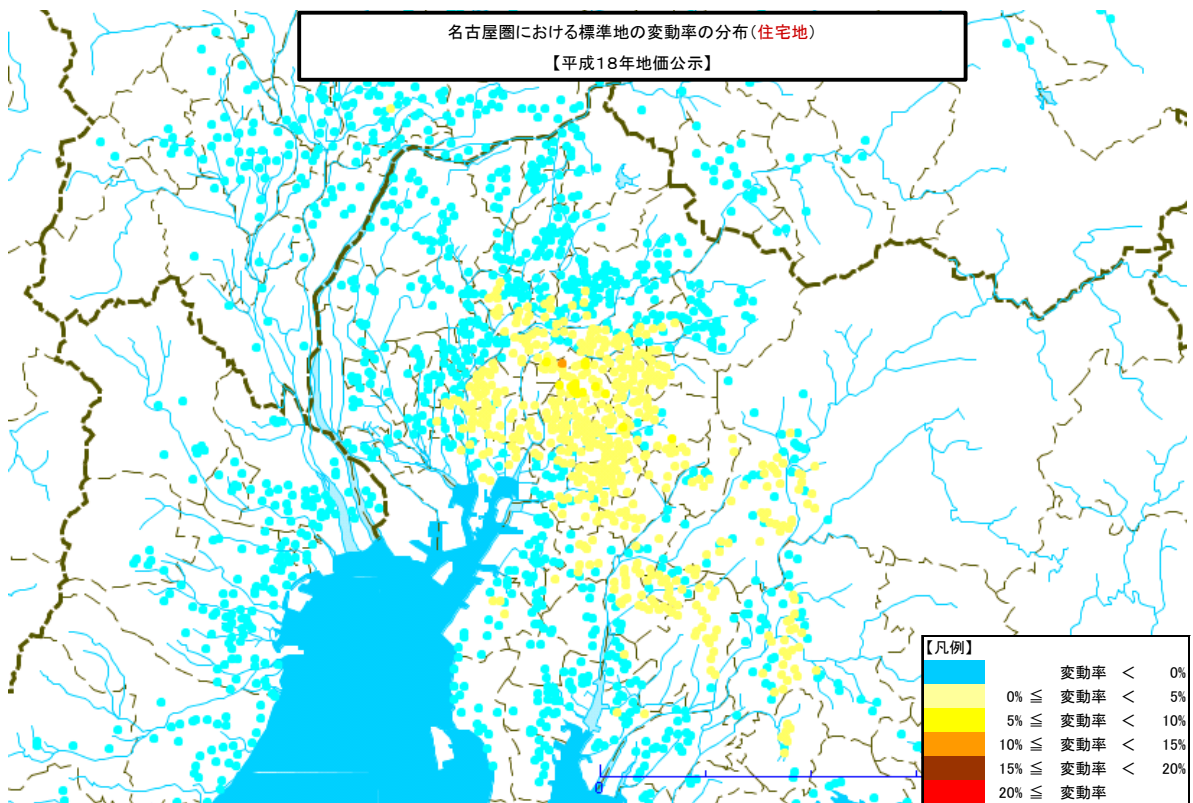 名古屋圏における標準地の変動率の分布(住宅地)
【平成18年地価公示】
【凡例】
変動率 < 0%
0% ≦ 変動率 < 5%
5% ≦ 変動率 < 10%
10% ≦ 変動率 < 15%
15% ≦ 変動率 < 20%
20% ≦ 変動率
0